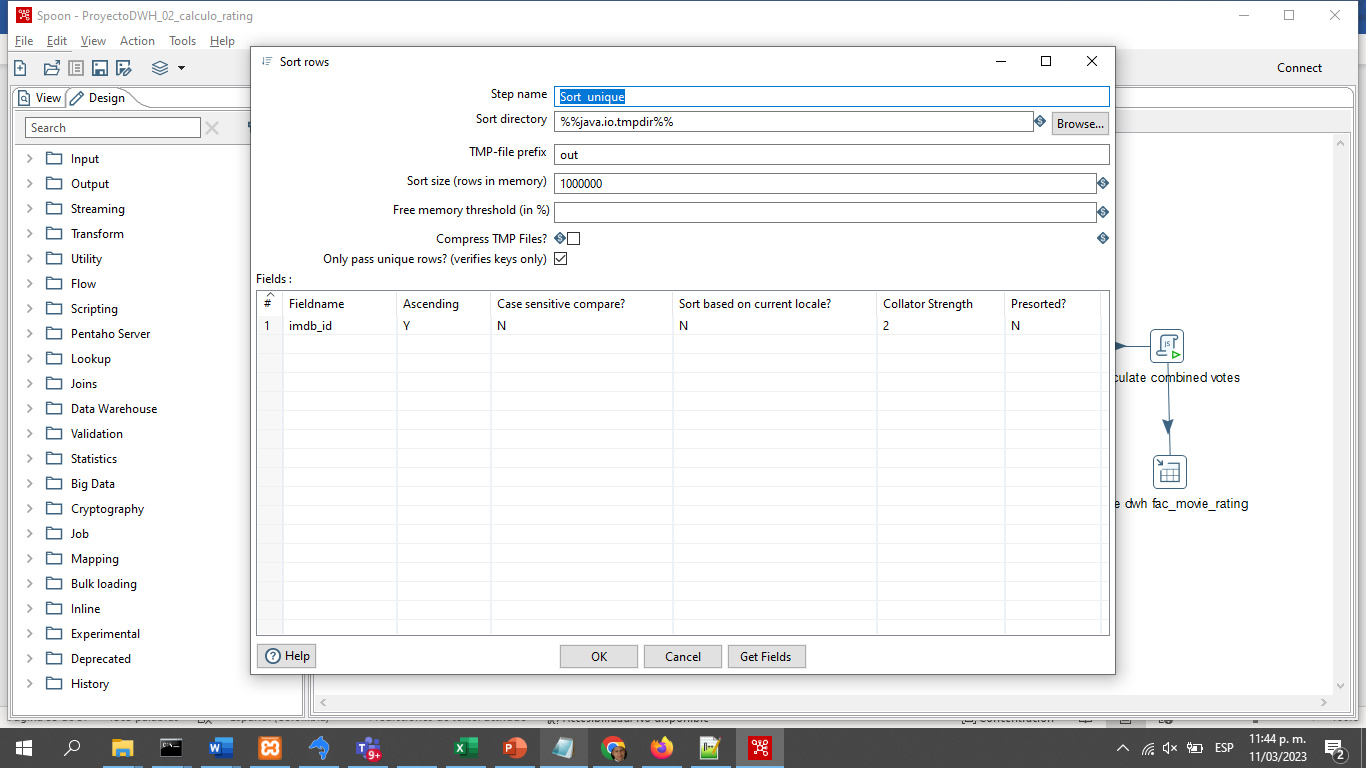 Spoon - ProyectoDWH_02_calculo_rating
File Edit View Action Tools Help
Connect
View Design
Search
Input
Output
Streaming
Transform
Utility
Flow
Scripting
Pentaho Server
Lookup
Joins
Data Warehouse
Validation
Statistics
Big Data
Cryptography
Job
Mapping
Bulk loading
Inline
Experimental
Deprecated
History
Sort rows
Step name Sort unique
Sort directory %%java.io.tmpdir%% Browse...
TMP-file prefix out
Sort size (rows in memory) 1000000
Free memory threshold (in %)
Compress TMP Files?
Only pass unique rows? (verifies keys only)
Fields :
# Fieldname Ascending Case sensitive compare? Sort based on current locale? Collator Strength Presorted?
1 imdb_id Y N N 2 N
Help OK Cancel Get Fields
culate combined votes
e dwh fac_movie_rating
9+
ESP
11:44 p. m.
11/03/2023
2